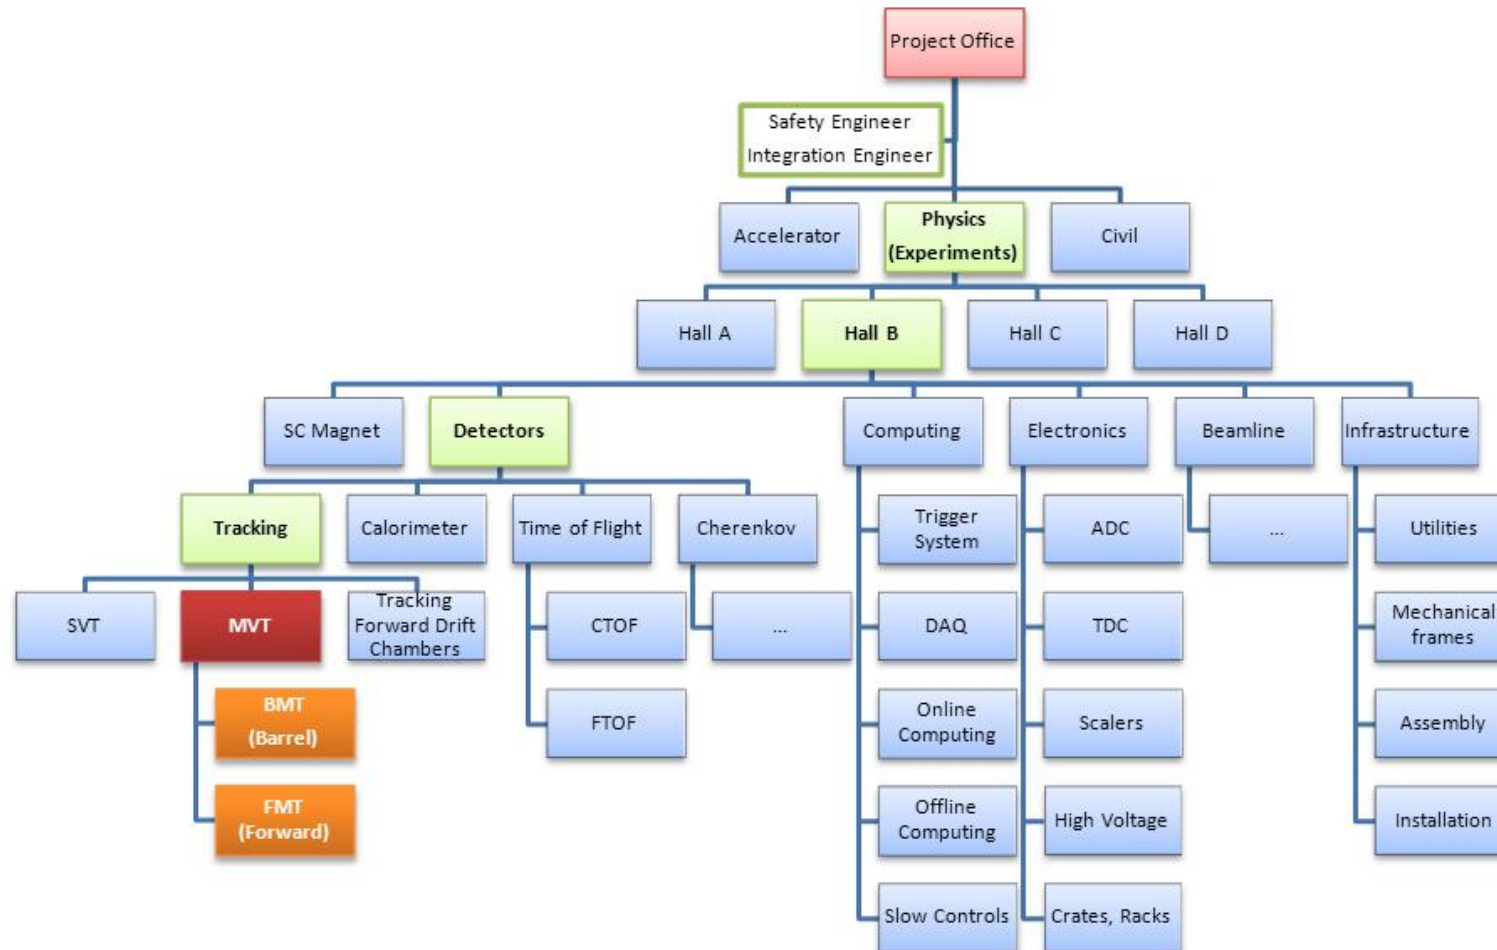 Project Office
Safety Engineer
Integration Engineer
Accelerator
Physics
(Experiments)
Civil
Hall A
Hall B
Hall C
Hall D
SC Magnet
Detectors
Computing
Electronics
Beamline
Infrastructure
Tracking
Calorimeter
Time of Flight
Cherenkov
Trigger
System
ADC
...
Utilities
SVT
MVT
Tracking
Forward Drift
Chambers
CTOF
...
DAQ
TDC
Mechanical
frames
BMT
(Barrel)
FTOF
Online
Computing
Scalers
Assembly
FMT
(Forward)
Offline
Computing
High Voltage
Installation
Slow Controls
Crates, Racks